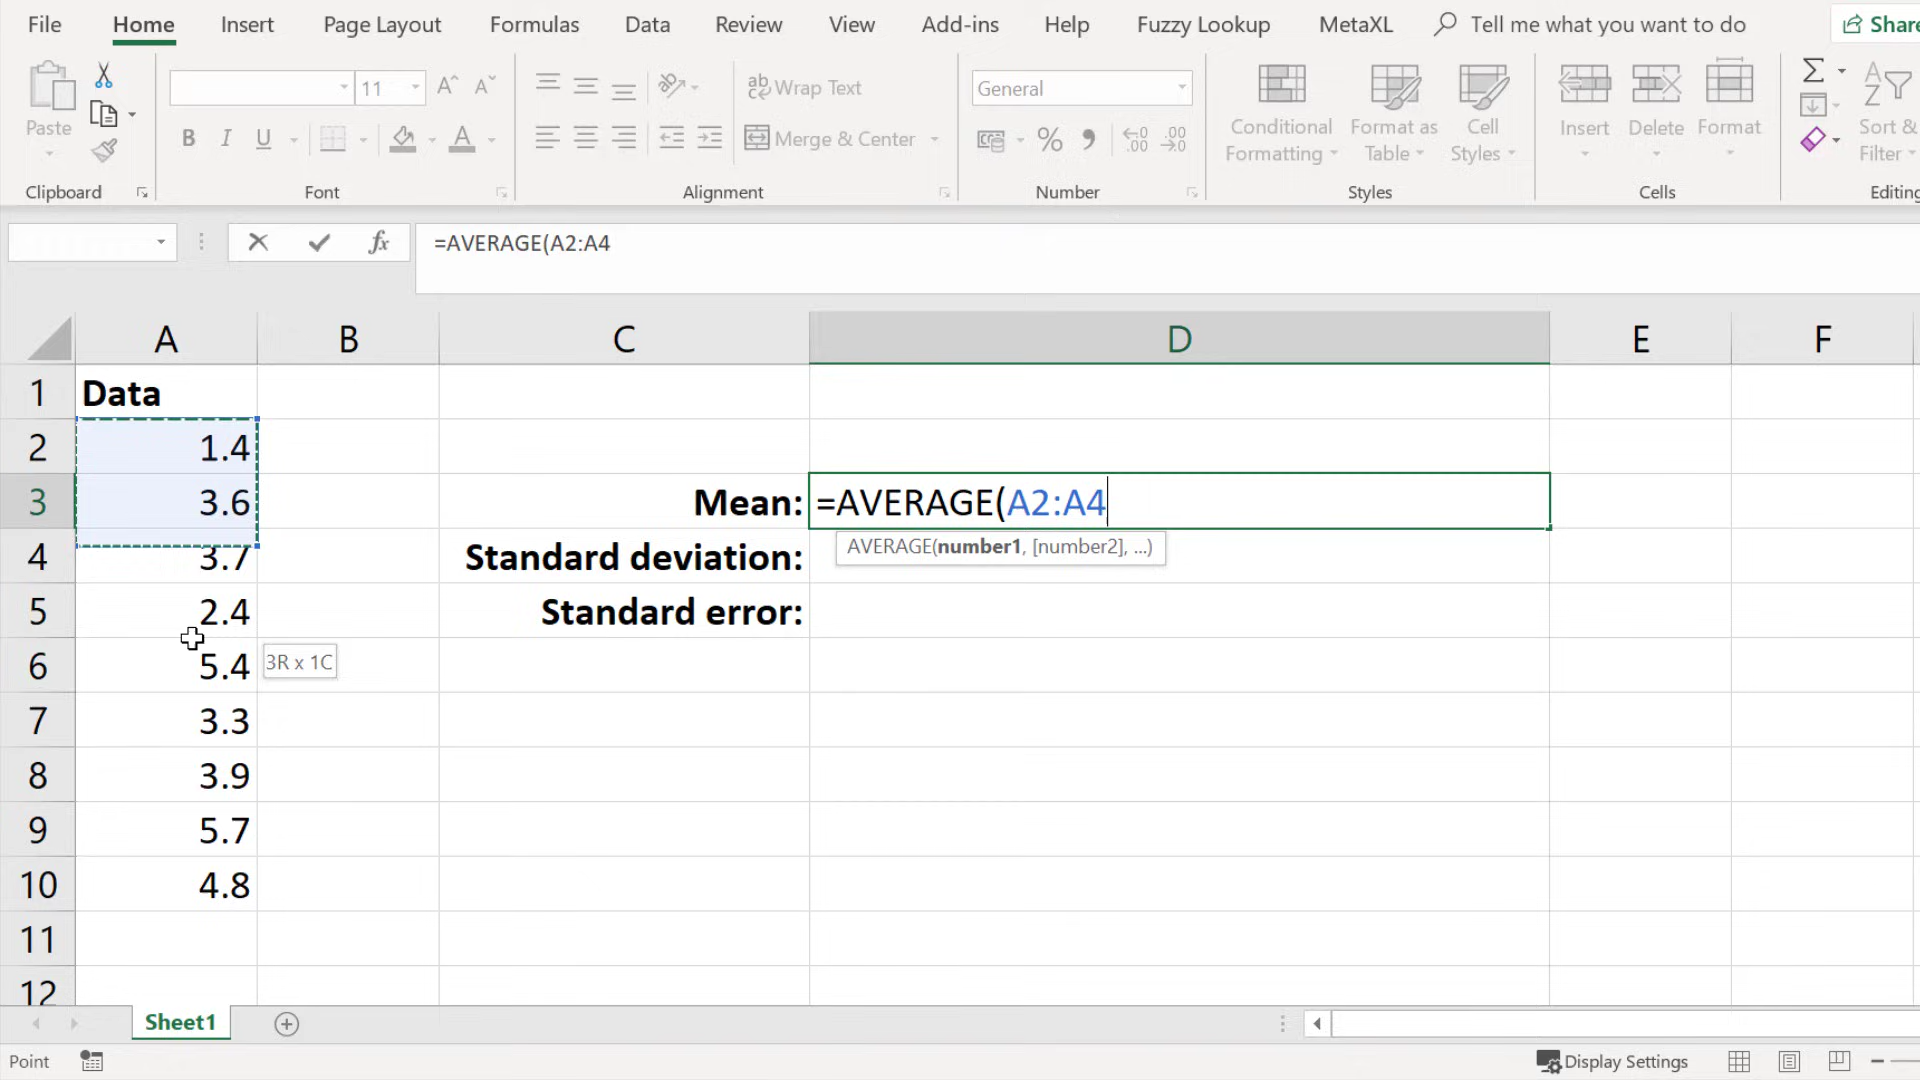 File Home Insert Page Layout Formulas Data Review View Add-ins Help Fuzzy Lookup MetaXL Tell me what you want to do Share
Paste
11
Wrap Text
Merge & Center
General
Conditional Formatting
Format as Table
Cell Styles
Insert Delete Format
Sort &
Filter
Clipboard Font Alignment Number Styles Cells Editing
=AVERAGE(A2:A4
A B C D E F
1 Data
2 1.4
3 3.6 Mean: =AVERAGE(A2:A4
4 3.7 Standard deviation: AVERAGE(number1, [number2], ...)
5 2.4 Standard error:
6 5.4 3R x 1C
7 3.3
8 3.9
9 5.7
10 4.8
11
12
Sheet1
Point Display Settings